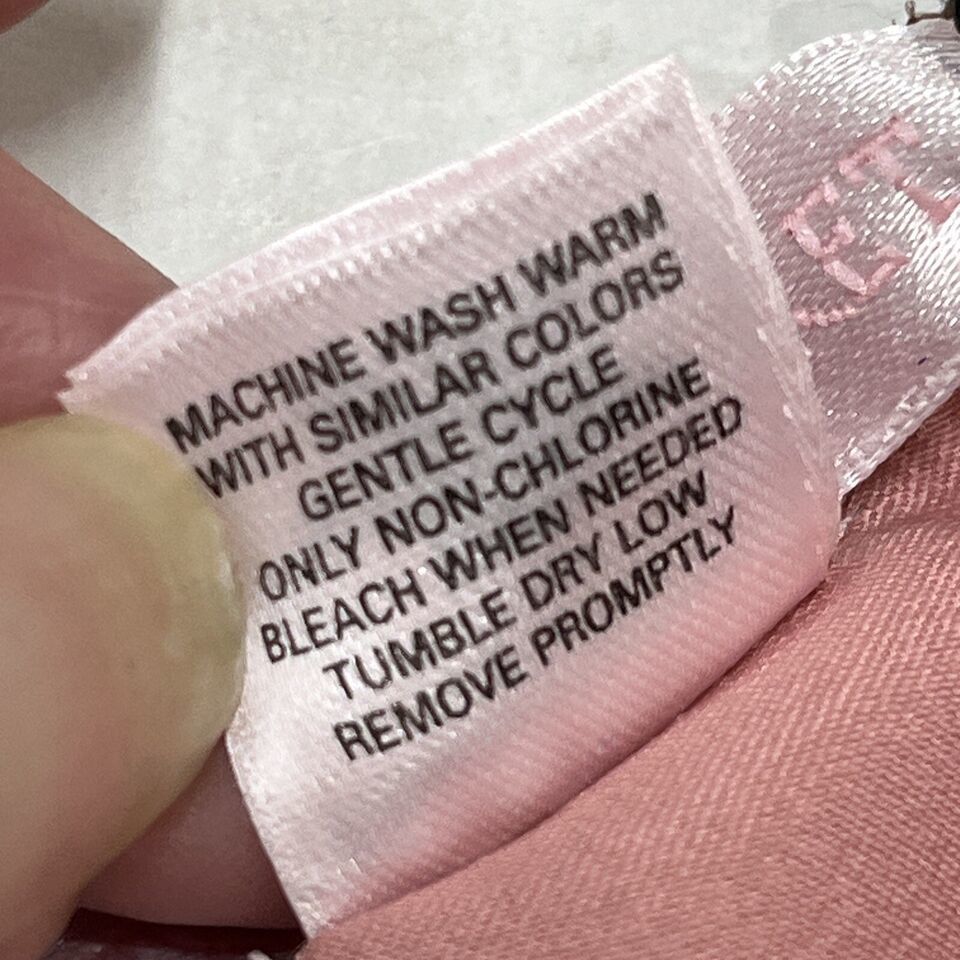 MACHINE WASH WARM
WITH SIMILAR COLORS
GENTLE CYCLE
ONLY NON-CHLORINE
BLEACH WHEN NEEDED
TUMBLE DRY LOW
REMOVE PROMPTLY
ET